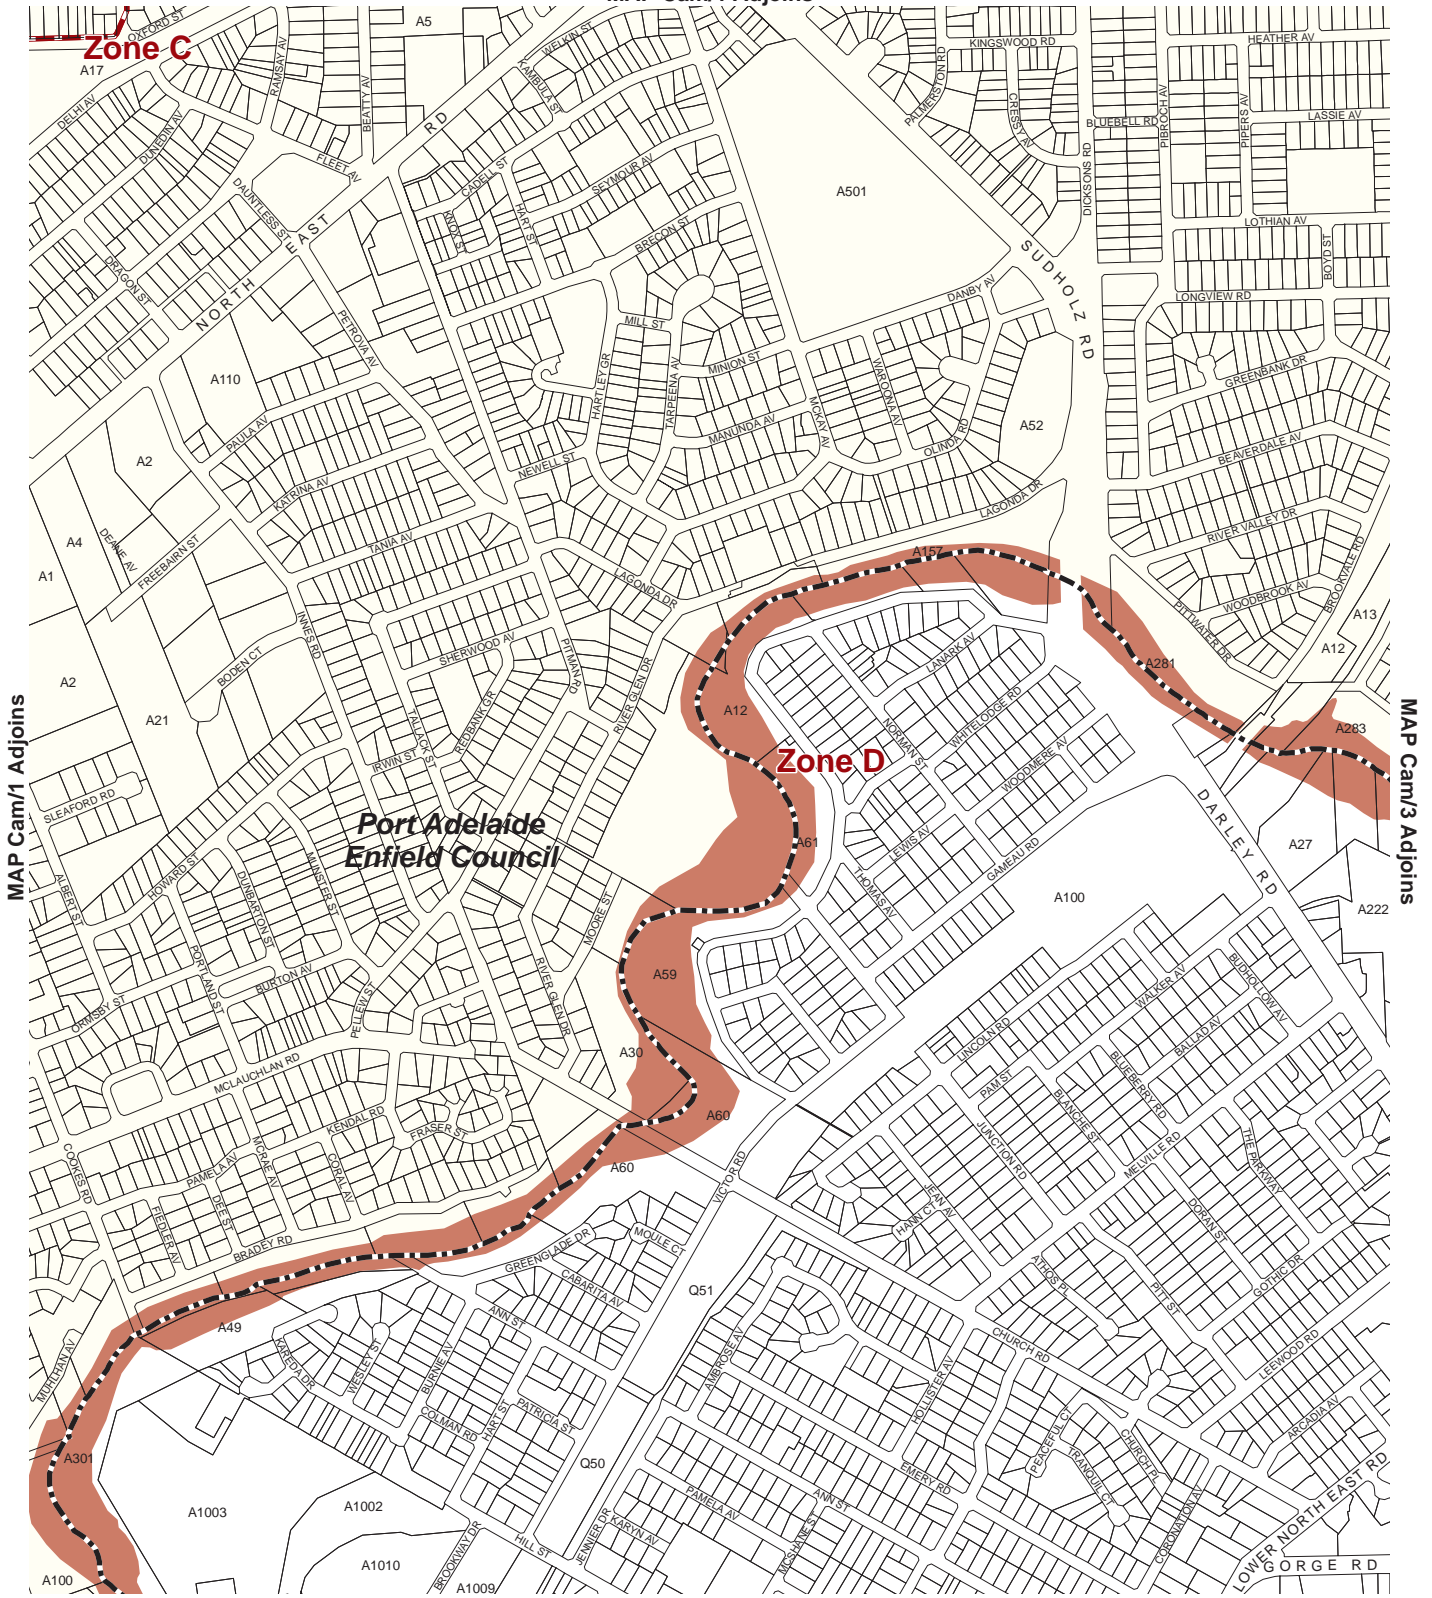 OXFORD ST
Zone C
A17
A5
WELKIN ST
KAMBULA ST
RAMSAY AV
BEATTY AV
DELHI AV
DUNEDIN AV
FLEET AV
DAUNTLESS ST
DRAGON ST
NORTH EAST RD
CADELL ST
KNOX ST
HART ST
SEYMOUR AV
BRECON ST
A501
PALMERSTON RD
KINGSWOOD RD
CRESSY AV
BLUEBELL RD
DICKSONS RD
PIBROCH AV
PIPERS AV
HEATHER AV
LASSIE AV
LOTHIAN AV
BOYD ST
LONGVIEW RD
SUDHOLZ RD
DANBY AV
GREENBANK DR
BEAVERDALE AV
RIVER VALLEY DR
WOODBROOK AV
BROOKVALE RD
PITTWATER DR
A13
A12
A52
OLINDA RD
WAROONA AV
MCKAY AV
MILL ST
MINION ST
MANUNDA AV
TARPEENA AV
HARTLEY GR
NEWELL ST
LAGONDA DR
PETROVA AV
A110
PAULA AV
KATRINA AV
TANIA AV
A2
A4
A1
DEANE AV
FREEBAIRN ST
A2
A21
BODEN CT
INNES RD
SHERWOOD AV
PITMAN RD
LAGONDA DR
RIVER GLEN DR
REDBANK GR
TALLACK ST
IRWIN ST
A157
A281
A283
A12
Zone D
A61
LANARK AV
NORMAN ST
WHITELODGE RD
WOODMERE AV
LEWIS AV
GAMEAU RD
THOMAS AV
DARLEY RD
A27
A222
A100
MAP Cam/1 Adjoins
MAP Cam/3 Adjoins
Port Adelaide
Enfield Council
SLEAFORD RD
ALBERT ST
HOWARD ST
DUNBARTON ST
MUNSTER ST
PORTLAND ST
BURTON AV
PELLEW ST
ORMSBY ST
MCLAUCHLAN RD
MOORE ST
RIVER GLEN DR
A59
A30
A60
A60
KENDAL RD
FRASER ST
COOKES RD
PAMELA AV
MCRAE AV
CORAL AV
DEE ST
FIEDLER AV
BRADEY RD
MUHLHAN AV
A49
A301
A100
A1003
A1002
A1010
A1009
KAREDA DR
WESLEY ST
BURNIE AV
COLMAN RD
HART ST
PATRICIA ST
ANN ST
CABARITA AV
GREENGLADE DR
MOULE CT
VICTOR RD
Q51
Q50
BROOKWAY DR
HILL ST
JENNIER DR
KARYN AV
PAMELA AV
MCSHANE ST
ANN ST
EMERY RD
AMBROSE AV
HOLLISTER AV
CHURCH RD
PEACEFUL CT
TRANQUIL CT
CHURCH PL
CORONATION AV
LOWER NORTH EAST RD
GORGE RD
ARCADIA AV
LEEWOOD RD
GOTHIC DR
PITT ST
ATHOS PL
DORAN ST
THE PARKWAY
MELVILLE RD
JEAN AV
HANN CT
JUNCTION RD
BLANCHE ST
PAM ST
LINCOLN RD
BLUEBERRY RD
BALLAD AV
WALKER AV
BUDHOLLOW AV